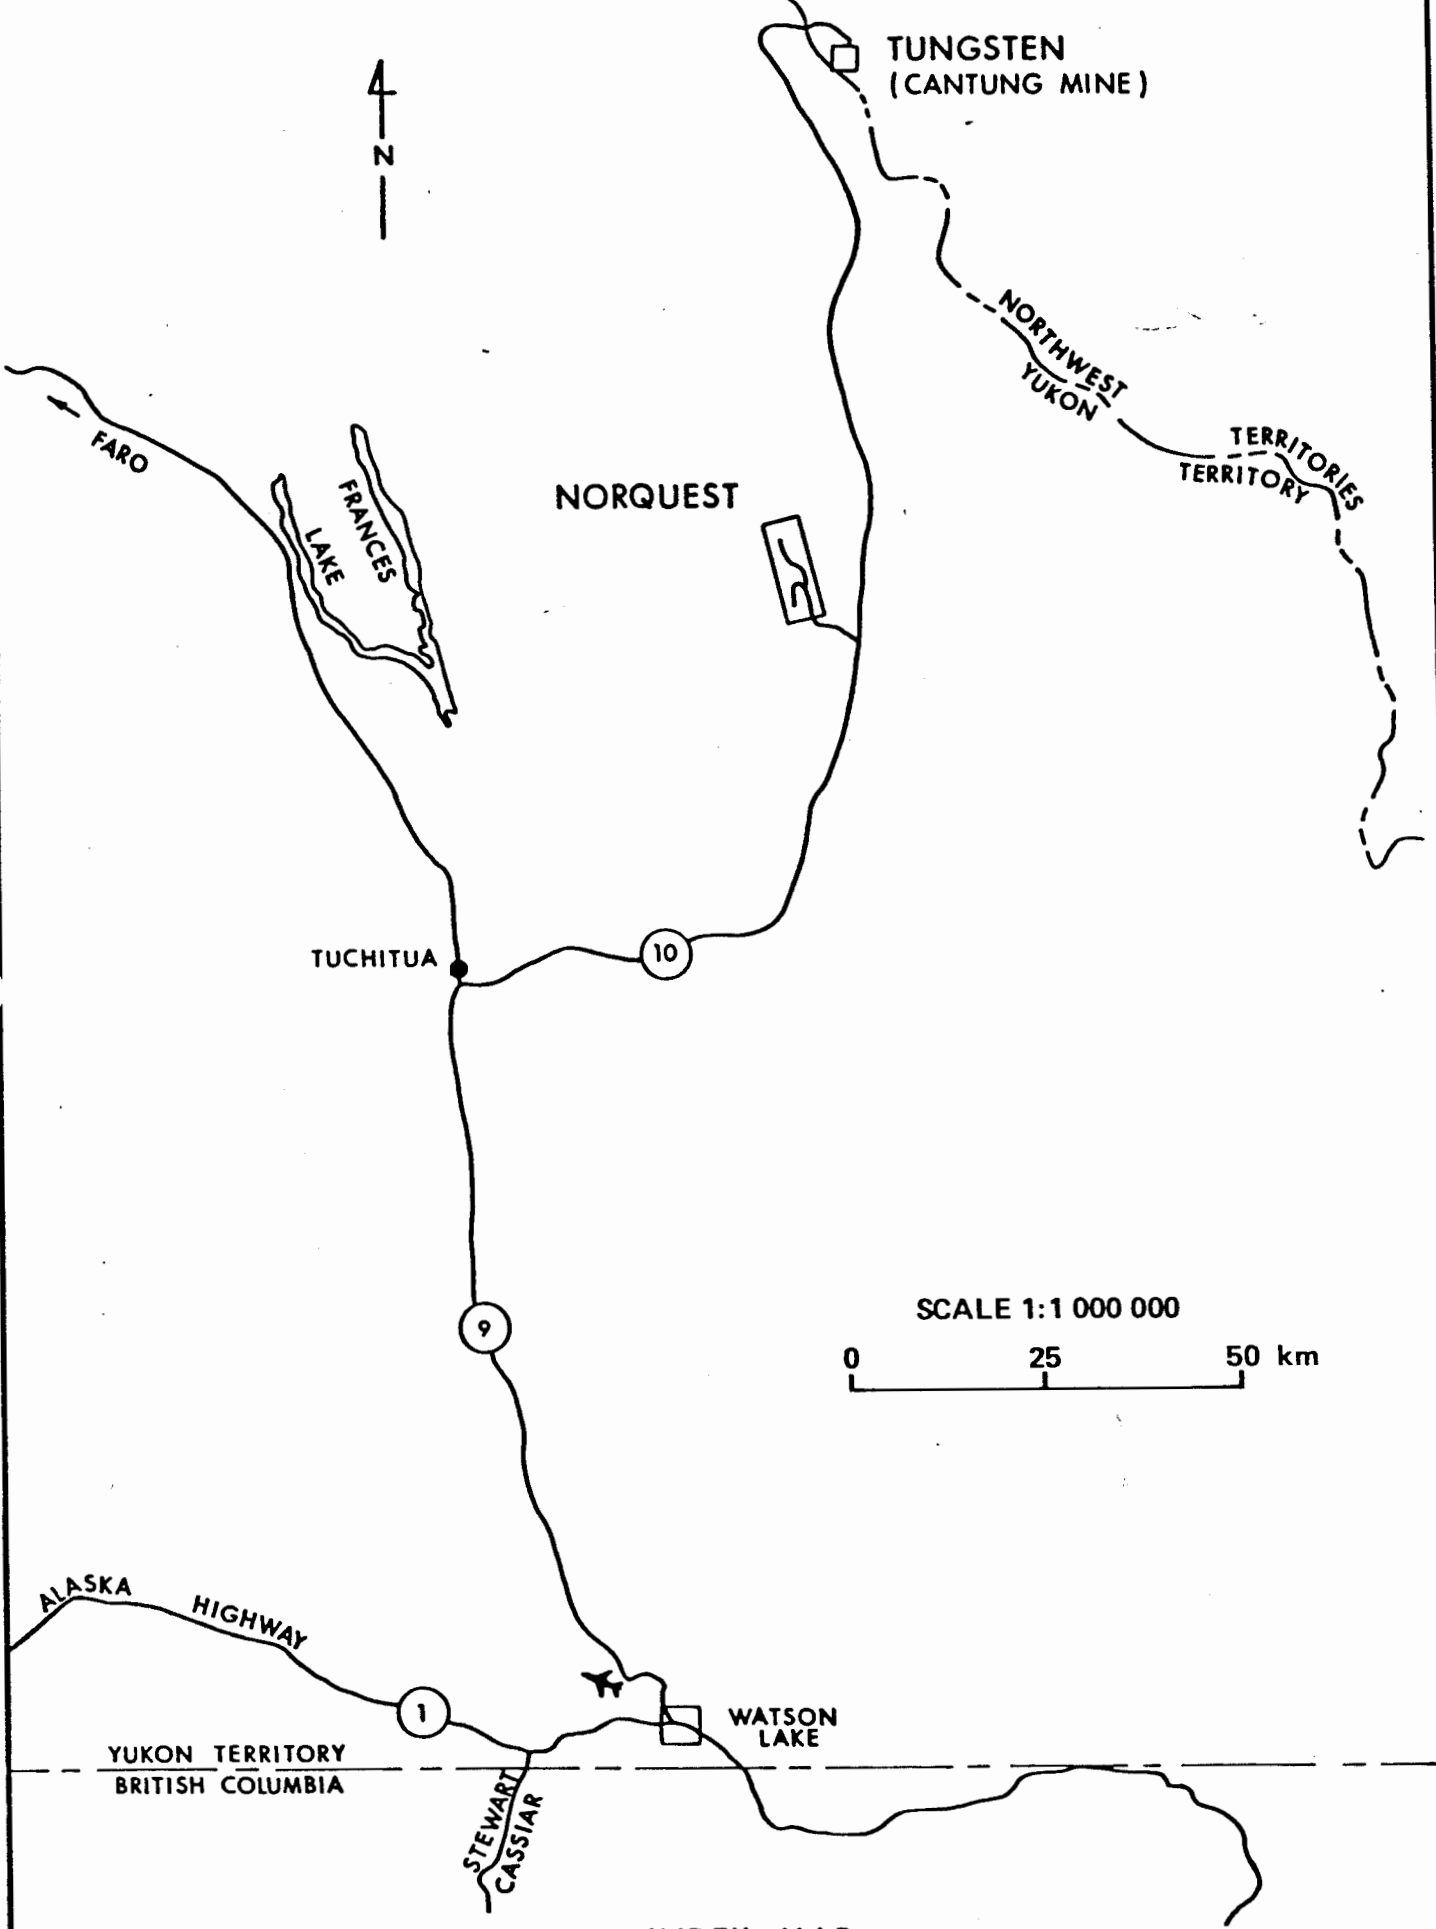 TUNGSTEN
(CANTUNG MINE)
N
NORTHWEST
YUKON
TERRITORIES
TERRITORY
FARO
FRANCES
LAKE
NORQUEST
TUCHITUA
10
SCALE 1:1 000 000
0 25 50 km
9
ALASKA HIGHWAY
1
WATSON
LAKE
YUKON TERRITORY
BRITISH COLUMBIA
STEWART
CASSIAR